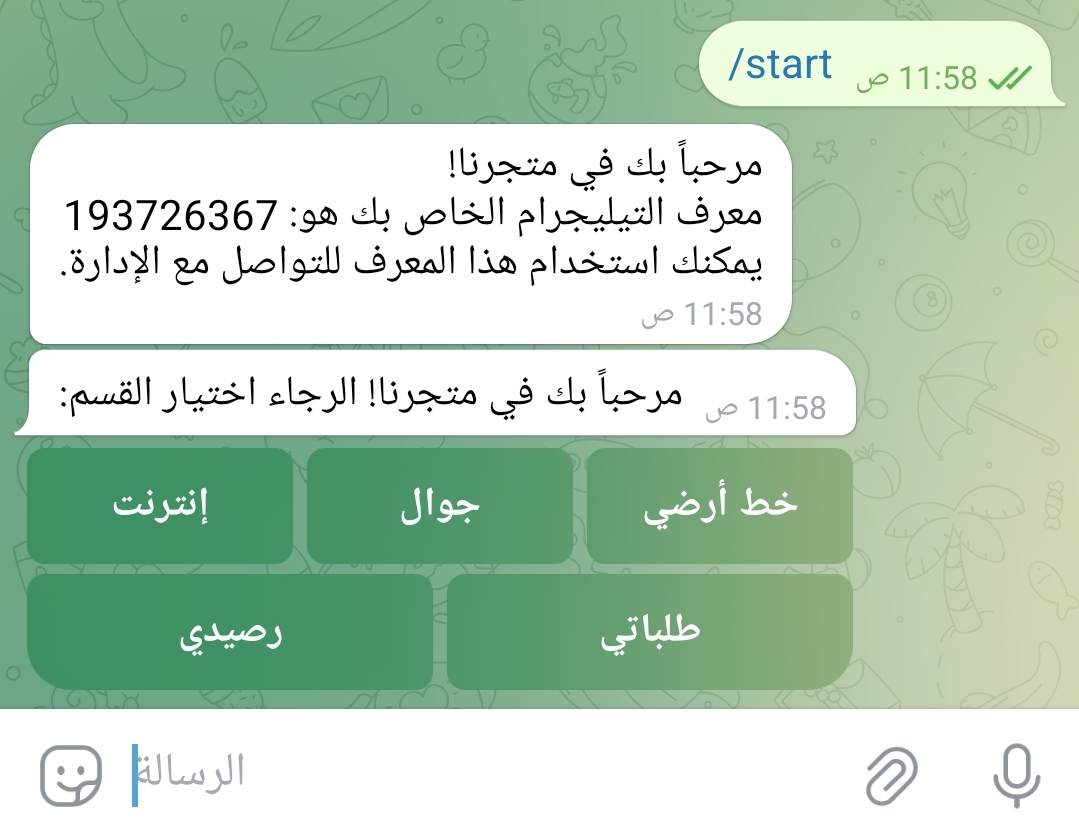 /start
11:58 ص
مرحباً بك في متجرنا!
معرف التيليجرام الخاص بك هو: 193726367
يمكنك استخدام هذا المعرف للتواصل مع الإدارة.
11:58 ص
مرحباً بك في متجرنا! الرجاء اختيار القسم:
11:58 ص
خط أرضي
جوال
إنترنت
طلباتي
رصيدي
الرسالة